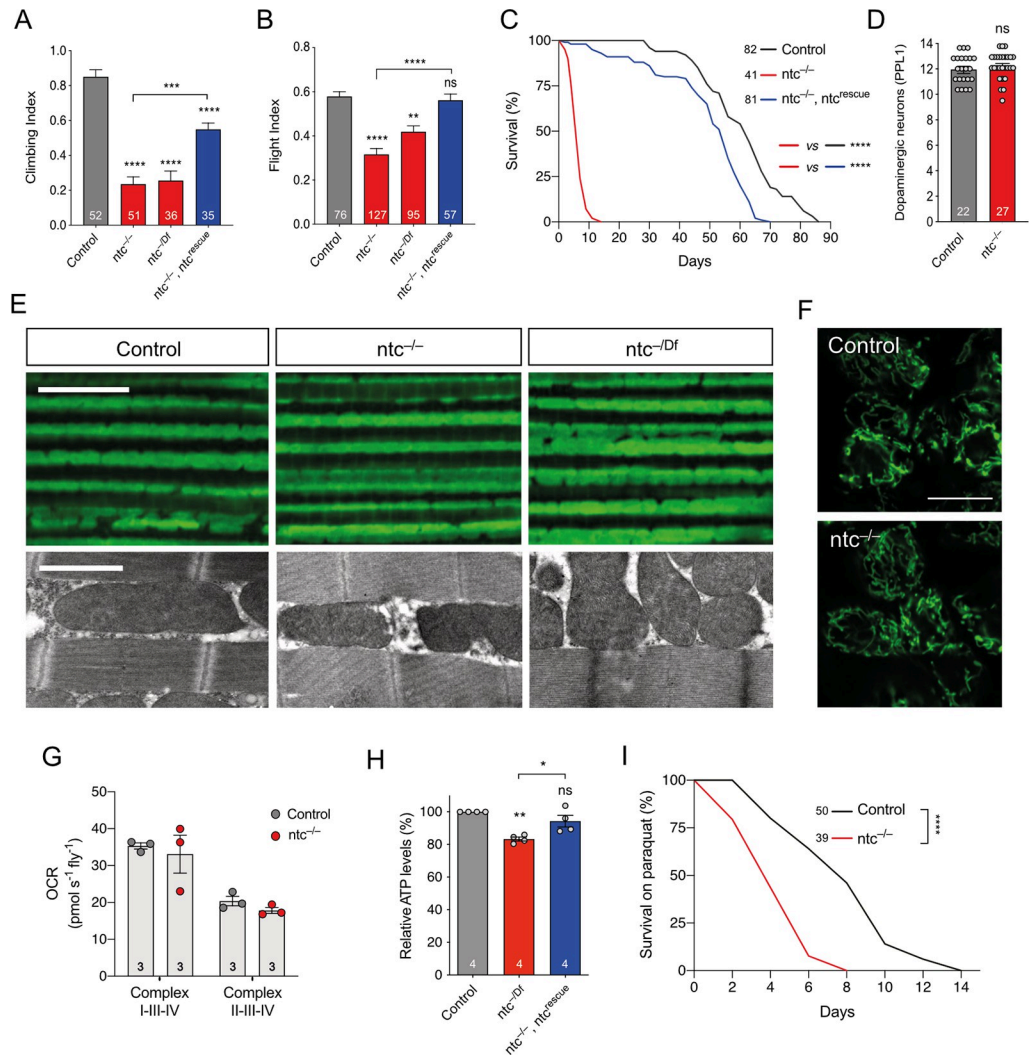 A
Climbing Index
1.0
0.8
0.6
0.4
0.2
0.0
***
****
****
****
52
51
36
35
Control
ntc–/–
ntc–/Df
ntc–/–, ntcrescue
B
Flight Index
0.8
0.6
0.4
0.2
0.0
****
ns
****
**
76
127
95
57
Control
ntc–/–
ntc–/Df
ntc–/–, ntcrescue
C
Survival (%)
100
75
50
25
0
0 10 20 30 40 50 60 70 80 90
Days
82 Control
41 ntc–/–
81 ntc–/–, ntcrescue
vs ****
vs ****
D
Dopaminergic neurons (PPL1)
16
14
12
10
8
6
4
2
0
ns
22
27
Control
ntc–/–
E
Control
ntc–/–
ntc–/Df
F
Control
ntc–/–
G
OCR
(pmol s-1 fly-1)
50
40
30
20
10
0
Control
ntc–/–
3 3 3 3
Complex
I-III-IV
Complex
II-III-IV
H
Relative ATP levels (%)
120
100
80
60
40
20
0
*
ns
**
4
4
4
Control
ntc–/Df
ntc–/–, ntcrescue
I
Survival on paraquat (%)
100
75
50
25
0
0 2 4 6 8 10 12 14
Days
50 Control
39 ntc–/–
****